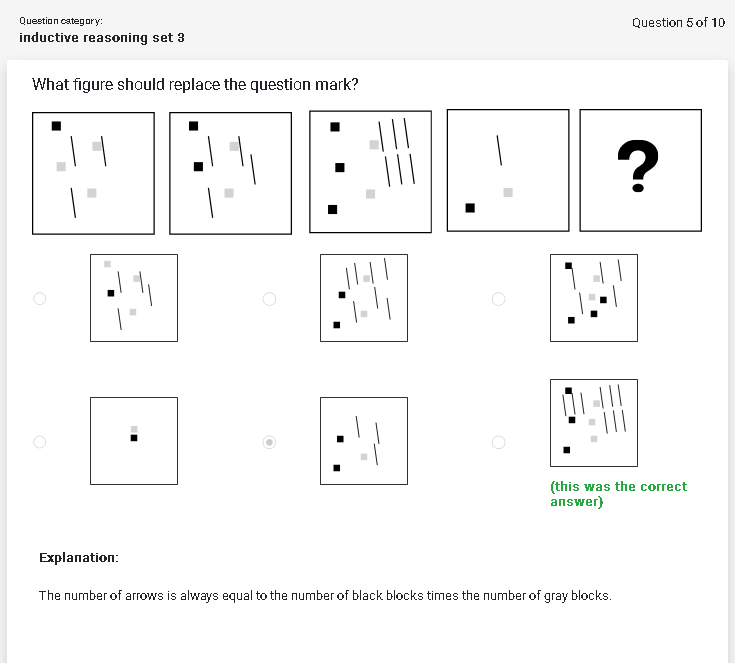 Question category:
inductive reasoning set 3
Question 5 of 10
What figure should replace the question mark?
?
(this was the correct
answer)
Explanation:
The number of arrows is always equal to the number of black blocks times the number of gray blocks.